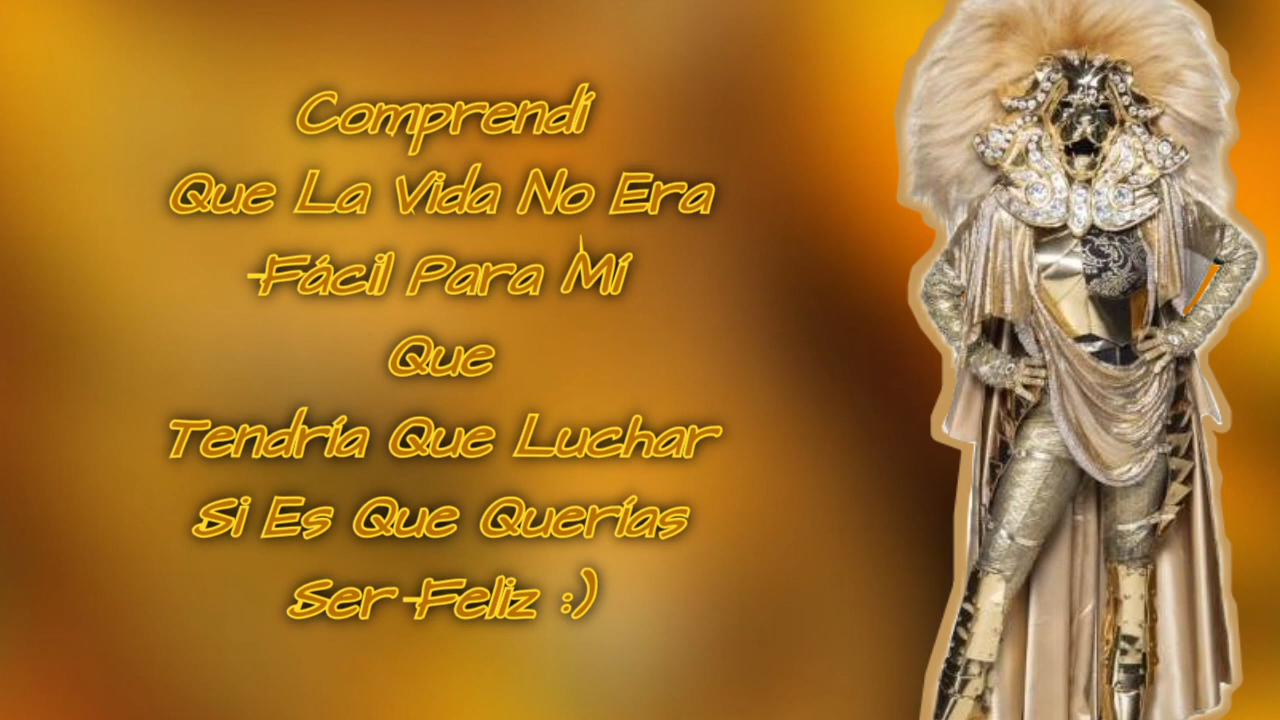 Comprendí
Que La Vida No Era
Fácil Para Mí
Que
Tendría Que Luchar
Si Es Que Querías
Ser Feliz :)